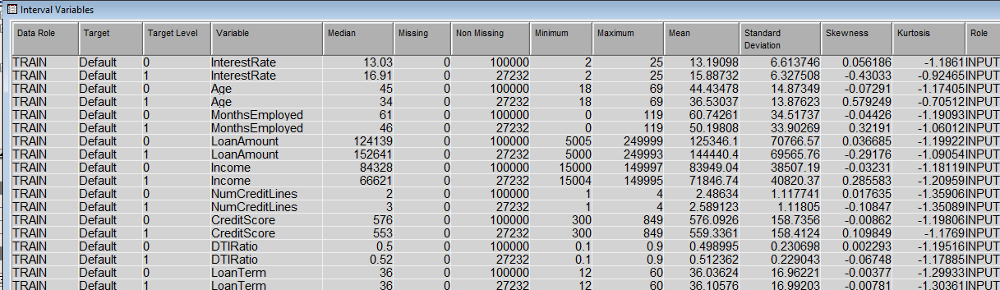 Interval Variables
Data Role Target Target Level Variable Median Missing Non Missing Minimum Maximum Mean Standard Deviation Skewness Kurtosis Role
TRAIN Default 0 InterestRate 13.03 0 100000 2 25 13.19098 6.613746 0.056186 -1.1861 INPUT
TRAIN Default 1 InterestRate 16.91 0 27232 2 25 15.88732 6.327508 -0.43033 -0.92465 INPUT
TRAIN Default 0 Age 45 0 100000 18 69 44.43478 14.87349 -0.07291 -1.17405 INPUT
TRAIN Default 1 Age 34 0 27232 18 69 36.53037 13.87623 0.579249 -0.70512 INPUT
TRAIN Default 0 MonthsEmployed 61 0 100000 0 119 60.74261 34.51737 -0.04426 -1.19093 INPUT
TRAIN Default 1 MonthsEmployed 46 0 27232 0 119 50.19808 33.90269 0.32191 -1.06012 INPUT
TRAIN Default 0 LoanAmount 124139 0 100000 5005 249999 125346.1 70766.57 0.036685 -1.19922 INPUT
TRAIN Default 1 LoanAmount 152641 0 27232 5000 249993 144440.4 69565.76 -0.29176 -1.09054 INPUT
TRAIN Default 0 Income 84328 0 100000 15000 149997 83949.04 38507.19 -0.03231 -1.18119 INPUT
TRAIN Default 1 Income 66621 0 27232 15004 149995 71846.74 40820.37 0.285583 -1.20959 INPUT
TRAIN Default 0 NumCreditLines 2 0 100000 1 4 2.48634 1.117741 0.017635 -1.35906 INPUT
TRAIN Default 1 NumCreditLines 3 0 27232 1 4 2.589123 1.11805 -0.10847 -1.35089 INPUT
TRAIN Default 0 CreditScore 576 0 100000 300 849 576.0926 158.7356 -0.00862 -1.19806 INPUT
TRAIN Default 1 CreditScore 553 0 27232 300 849 559.3361 158.4124 0.109849 -1.1769 INPUT
TRAIN Default 0 DTIRatio 0.5 0 100000 0.1 0.9 0.498995 0.230698 0.002293 -1.19516 INPUT
TRAIN Default 1 DTIRatio 0.52 0 27232 0.1 0.9 0.512362 0.229043 -0.06748 -1.17885 INPUT
TRAIN Default 0 LoanTerm 36 0 100000 12 60 36.03624 16.96221 -0.00377 -1.29933 INPUT
TRAIN Default 1 LoanTerm 36 0 27232 12 60 36.10576 16.99203 -0.00781 -1.30361 INPUT